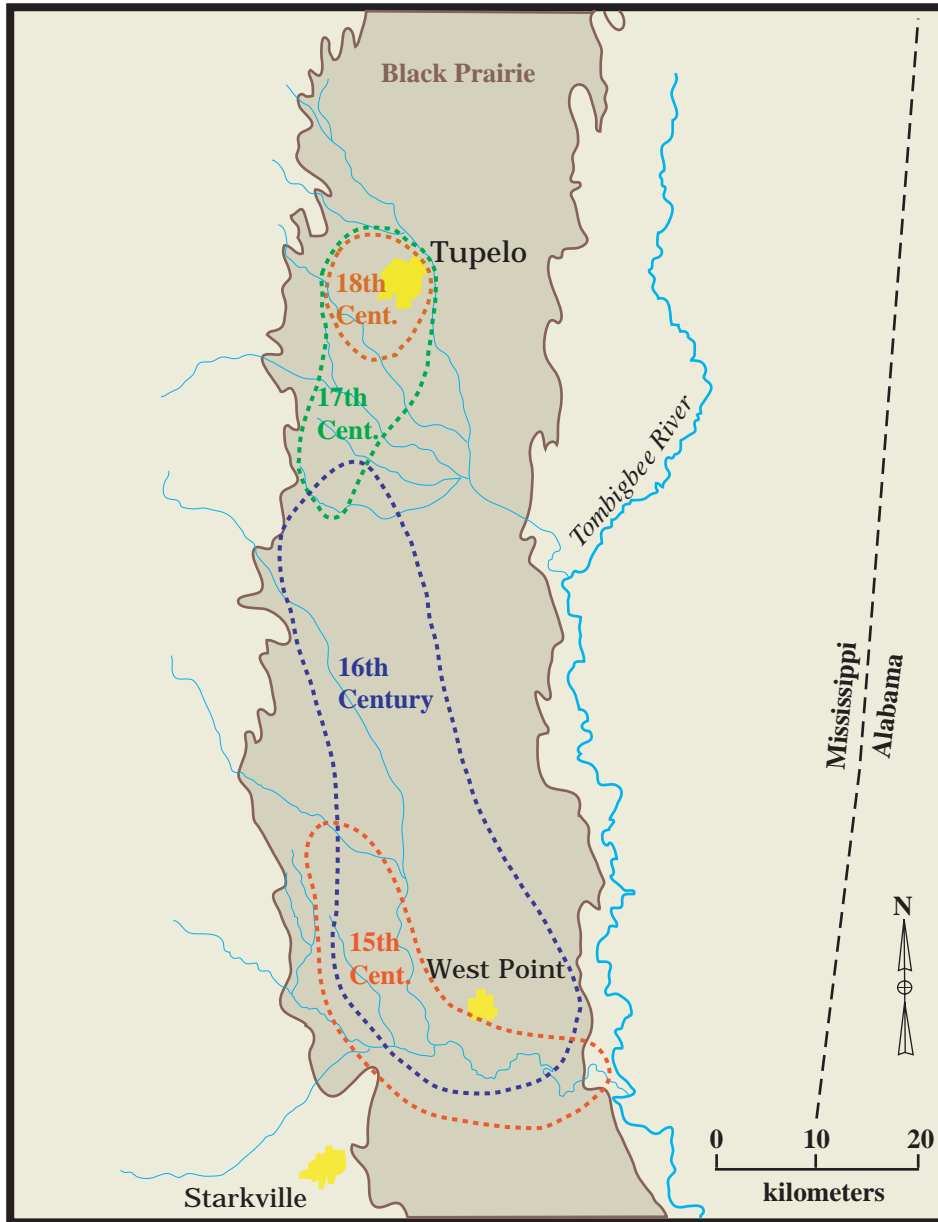 Black Prairie
Tupelo
18th
Cent.
17th
Cent.
Tombigbee River
16th
Century
Mississippi
Alabama
N
15th
Cent.
West Point
0 10 20
kilometers
Starkville